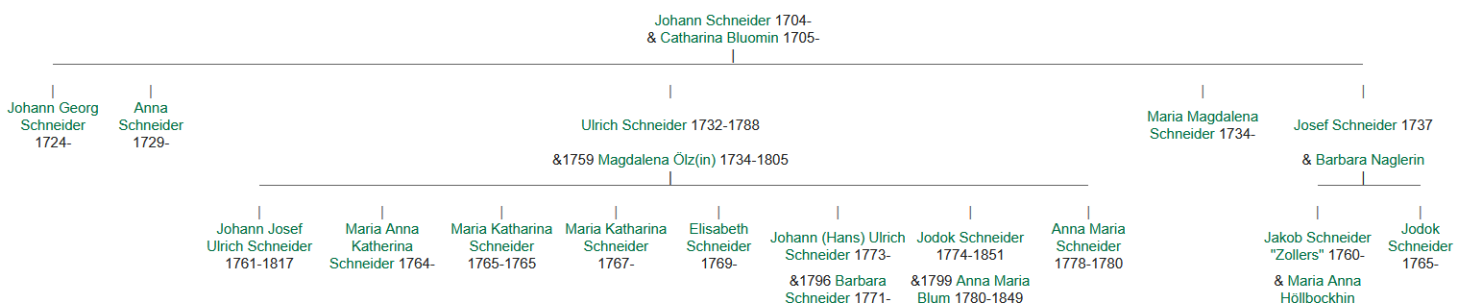 Johann Schneider 1704-
& Catharina Bluomin 1705-
Johann Georg
Schneider
1724-
Anna
Schneider
1729-
Ulrich Schneider 1732-1788
&1759 Magdalena Ölz(in) 1734-1805
Maria Magdalena
Schneider 1734-
Josef Schneider 1737
& Barbara Naglerin
Johann Josef
Ulrich Schneider
1761-1817
Maria Anna
Katherina
Schneider 1764-
Maria Katharina
Schneider
1765-1765
Maria Katharina
Schneider
1767-
Elisabeth
Schneider
1769-
Johann (Hans) Ulrich
Schneider 1773-
&1796 Barbara
Schneider 1771-
Jodok Schneider
1774-1851
&1799 Anna Maria
Blum 1780-1849
Anna Maria
Schneider
1778-1780
Jakob Schneider
"Zollers" 1760-
& Maria Anna
Höllbockhin
Jodok
Schneider
1765-